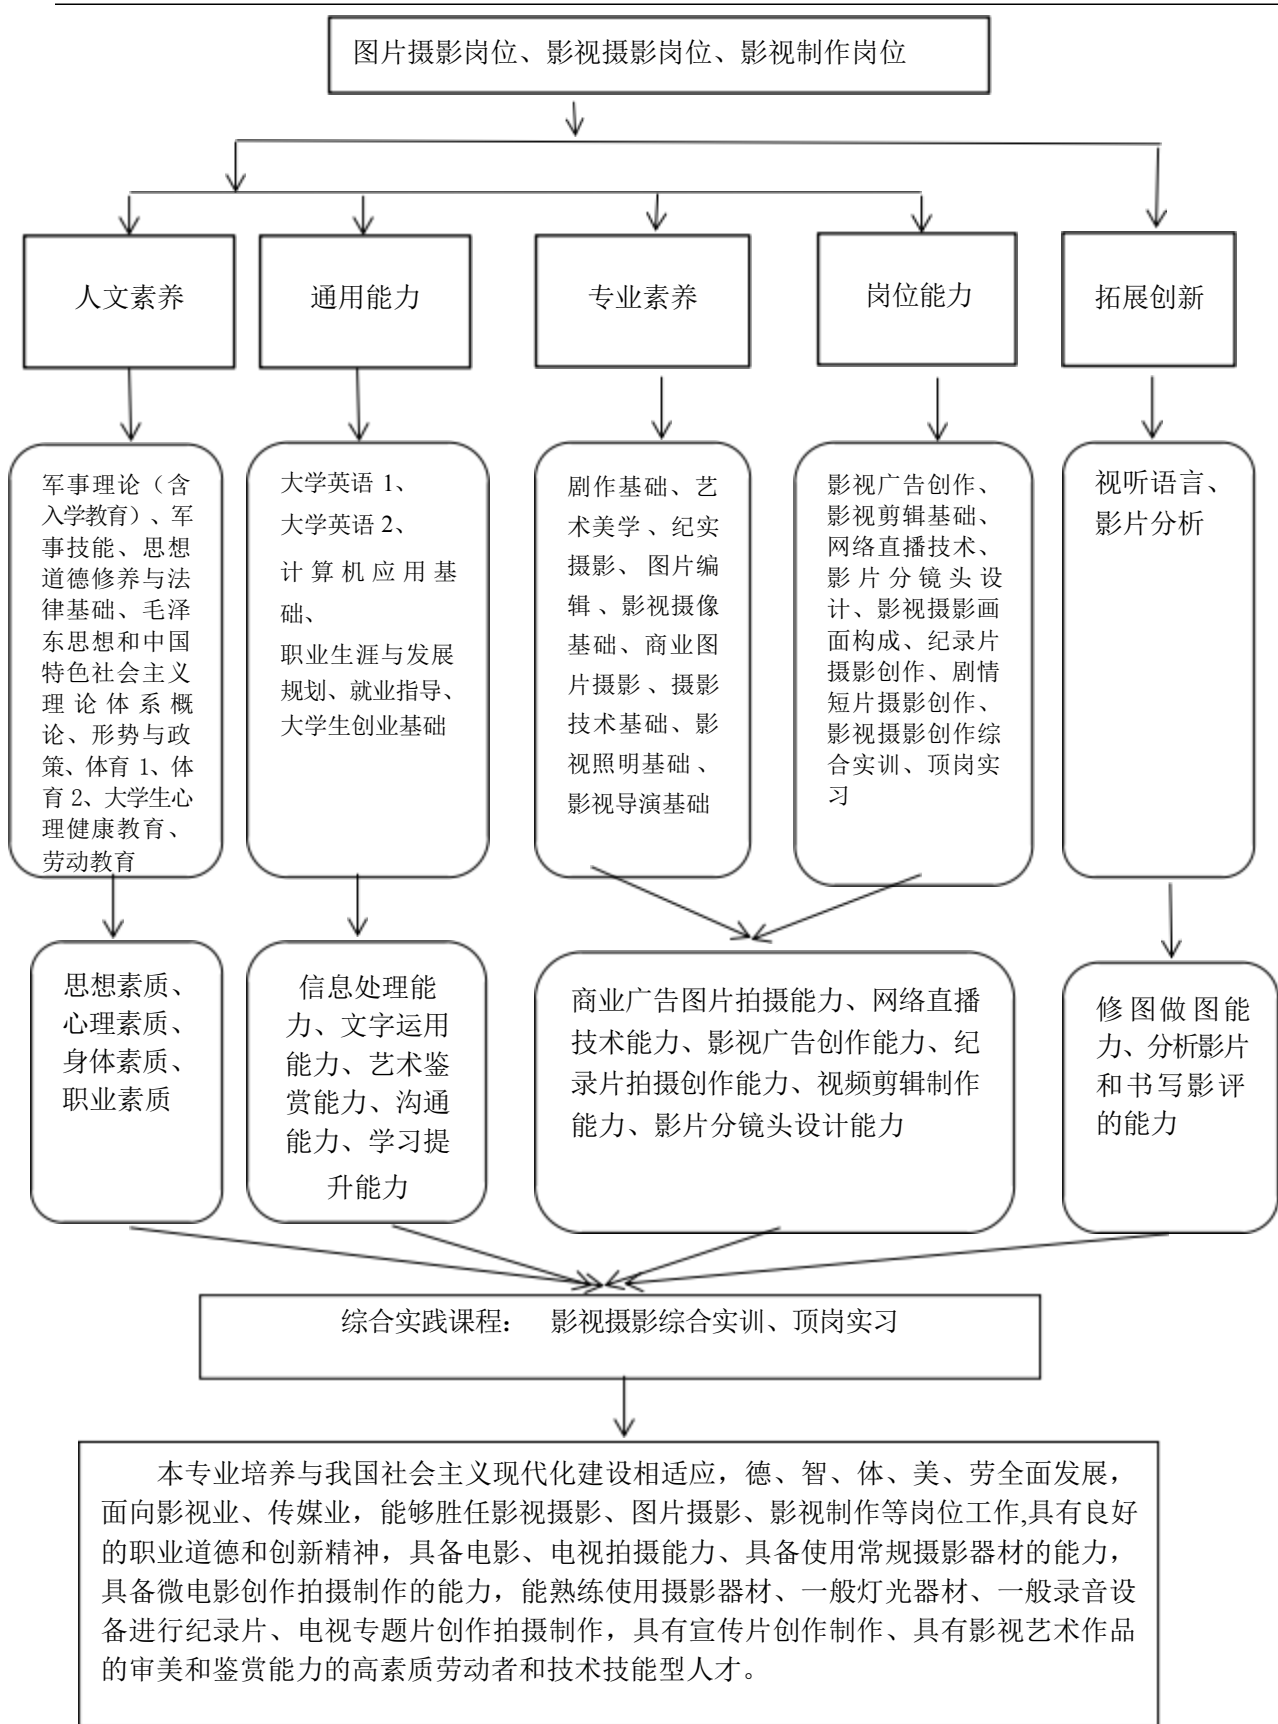 图片摄影岗位、影视摄影岗位、影视制作岗位
人文素养
通用能力
专业素养
岗位能力
拓展创新
军事理论（含
入学教育）、军
事技能、思想
道德修养与法
律基础、毛泽
东思想和中国
特色社会主义
理论体系概
论、形势与政
策、体育 1、体
育 2、大学生心
理健康教育、
劳动教育
大学英语 1、
大学英语 2、
计算机应用基
础、
职业生涯与发展
规划、就业指导、
大学生创业基础
剧作基础、艺
术美学、纪实
摄影、图片编
辑、影视摄像
基础、商业图
片摄影、摄影
技术基础、影
视照明基础、
影视导演基础
影视广告创作、
影视剪辑基础、
网络直播技术、
影片分镜头设
计、影视摄影画
面构成、纪录片
摄影创作、剧情
短片摄影创作、
影视摄影创作综
合实训、顶岗实
习
视听语言、
影片分析
思想素质、
心理素质、
身体素质、
职业素质
信息处理能
力、文字运用
能力、艺术鉴
赏能力、沟通
能力、学习提
升能力
商业广告图片拍摄能力、网络直播
技术能力、影视广告创作能力、纪
录片拍摄创作能力、视频剪辑制作
能力、影片分镜头设计能力
修图做图能
力、分析影片
和书写影评
的能力
综合实践课程： 影视摄影综合实训、顶岗实习
本专业培养与我国社会主义现代化建设相适应，德、智、体、美、劳全面发展，
面向影视业、传媒业，能够胜任影视摄影、图片摄影、影视制作等岗位工作,具有良好
的职业道德和创新精神，具备电影、电视拍摄能力、具备使用常规摄影器材的能力，
具备微电影创作拍摄制作的能力，能熟练使用摄影器材、一般灯光器材、一般录音设
备进行纪录片、电视专题片创作拍摄制作，具有宣传片创作制作、具有影视艺术作品
的审美和鉴赏能力的高素质劳动者和技术技能型人才。